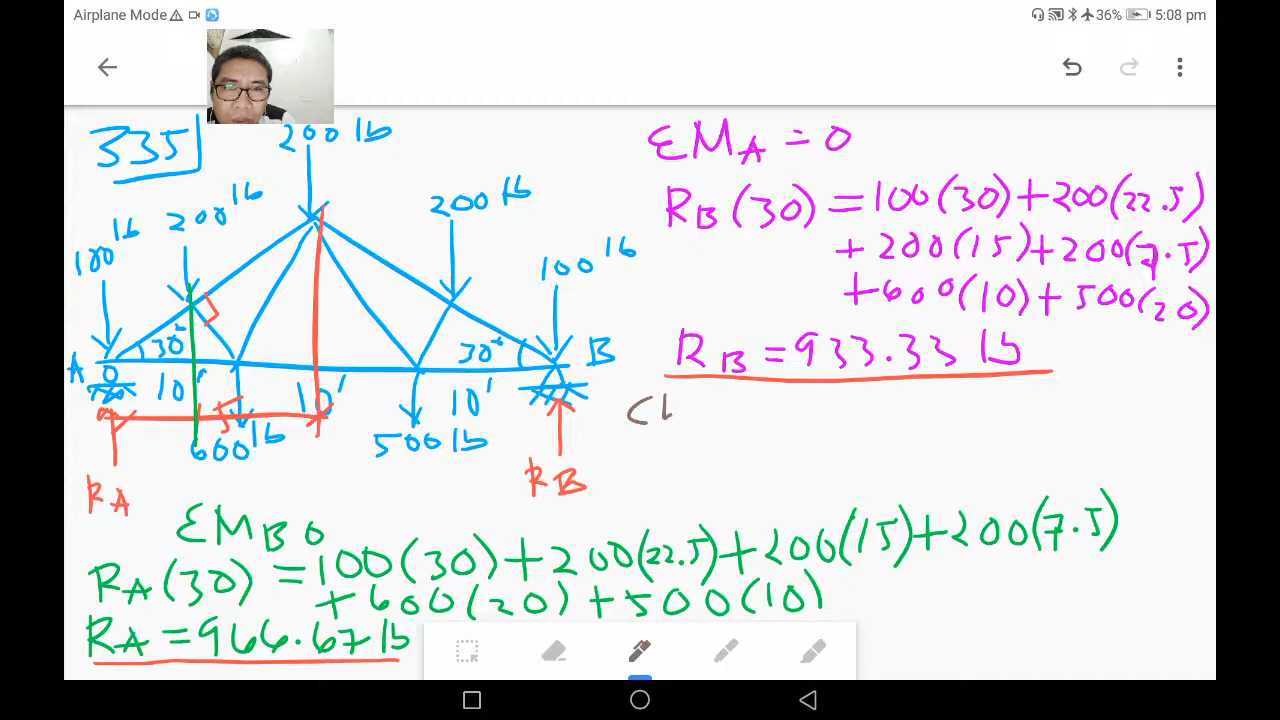 Airplane Mode 36% 5:08 pm
335
200 lb
200 lb
200 lb
100 lb
100 lb
A 30° 30° B
10' 10' 10'
600 lb 500 lb
RA RB
ΣMA = 0
RB (30) = 100(30) + 200(22.5)
+ 200(15) + 200(7.5)
+ 600(10) + 500(20)
RB = 933.33 lb
Ch
ΣMB 0
RA (30) = 100(30) + 200(22.5) + 200(15) + 200(7.5)
+ 600(20) + 500(10)
RA = 966.67 lb